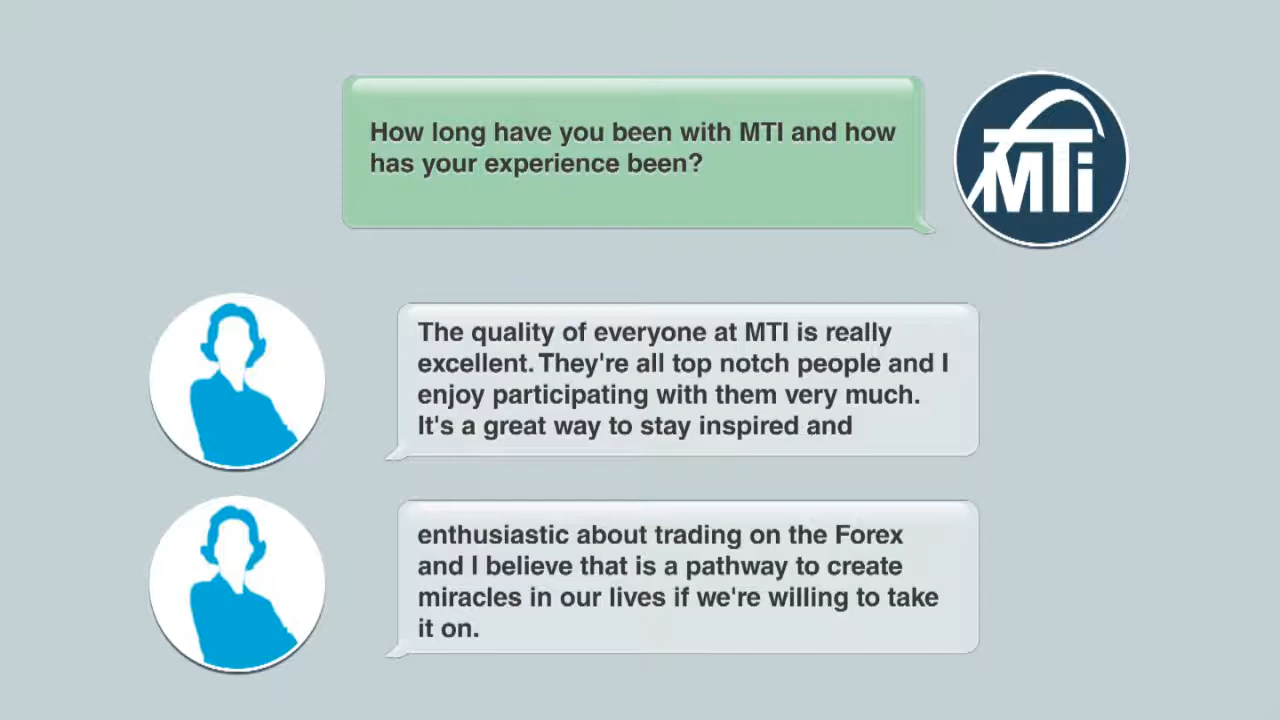 How long have you been with MTI and how
has your experience been?
MTi
The quality of everyone at MTI is really
excellent. They're all top notch people and I
enjoy participating with them very much.
It's a great way to stay inspired and
enthusiastic about trading on the Forex
and I believe that is a pathway to create
miracles in our lives if we're willing to take
it on.